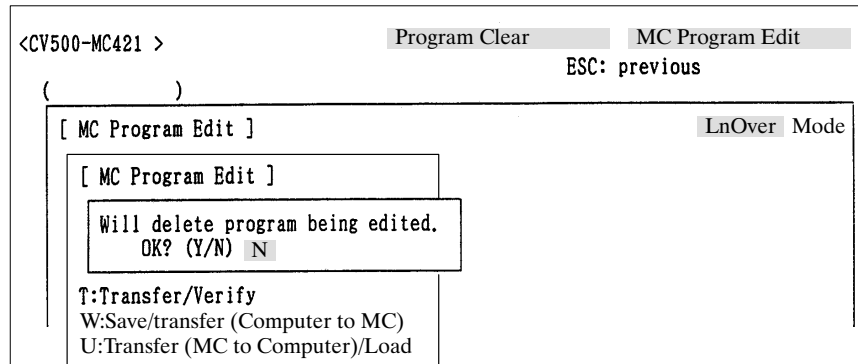 <CV500-MC421 > Program Clear MC Program Edit
ESC: previous
( )
[ MC Program Edit ] LnOver Mode
[ MC Program Edit ]
Will delete program being edited.
OK? (Y/N) N
T:Transfer/Verify
W:Save/transfer (Computer to MC)
U:Transfer (MC to Computer)/Load